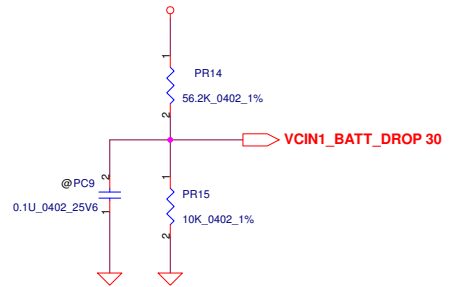 1
PR14
56.2K_0402_1%
2
VCIN1_BATT_DROP 30
2
@PC9
0.1U_0402_25V6
1
1
PR15
10K_0402_1%
2